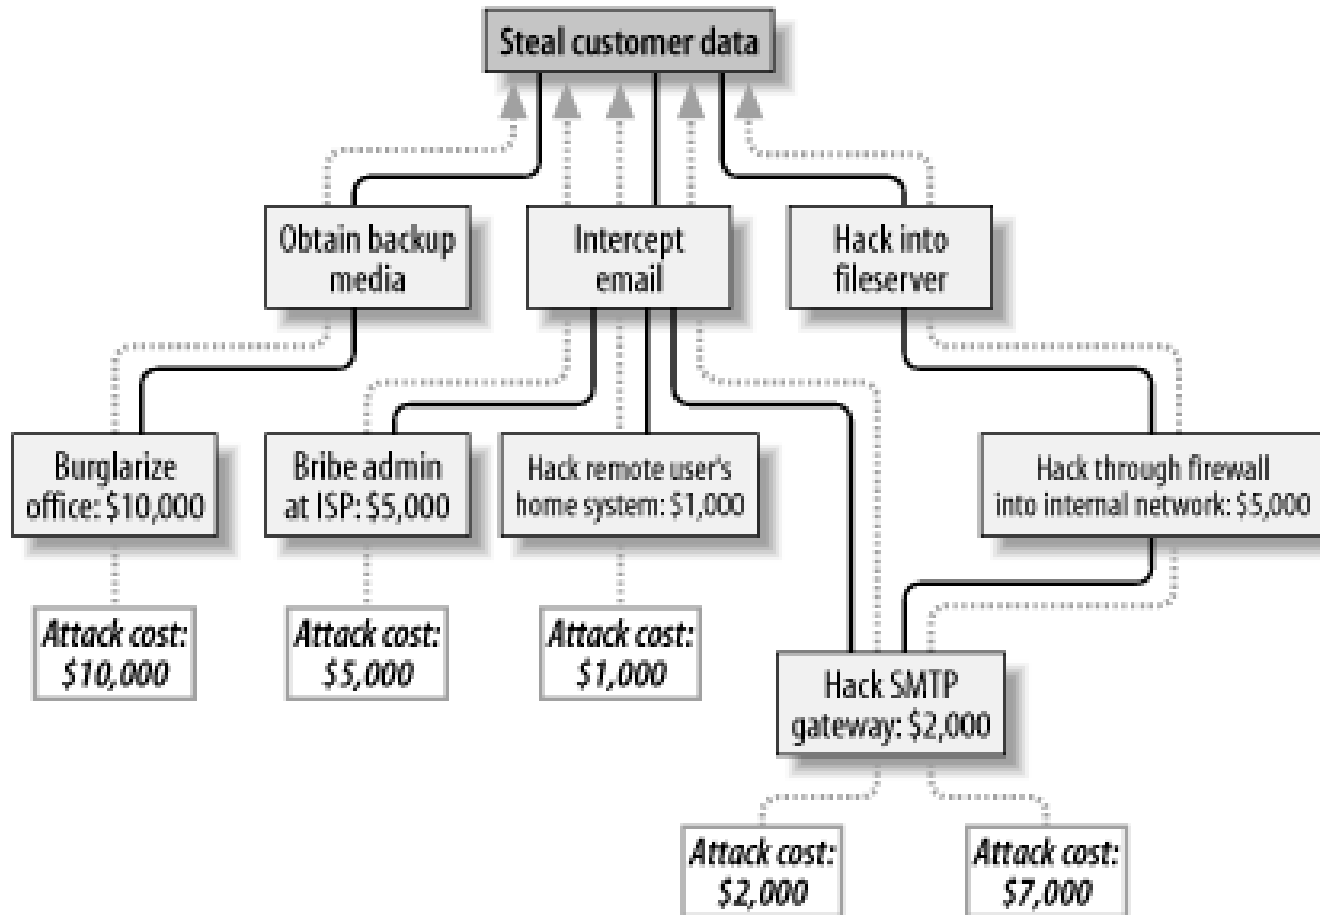 Steal customer data
Obtain backup
media
Intercept
email
Hack into
fileserver
Burglarize
office: $10,000
Bribe admin
at ISP: $5,000
Hack remote user's
home system: $1,000
Hack through firewall
into internal network: $5,000
Attack cost:
$10,000
Attack cost:
$5,000
Attack cost:
$1,000
Hack SMTP
gateway: $2,000
Attack cost:
$2,000
Attack cost:
$7,000